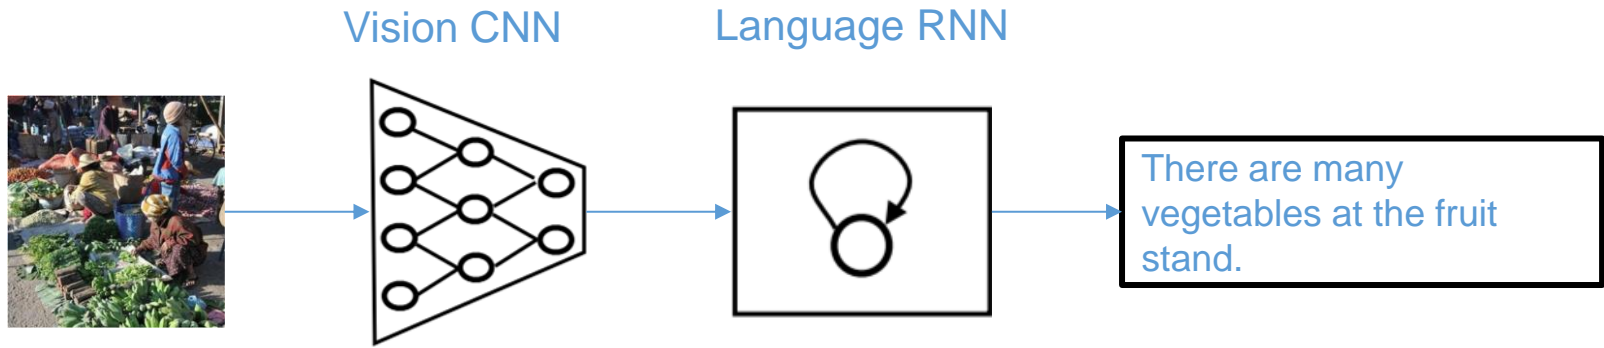 Vision CNN
Language RNN
There are many
vegetables at the fruit
stand.